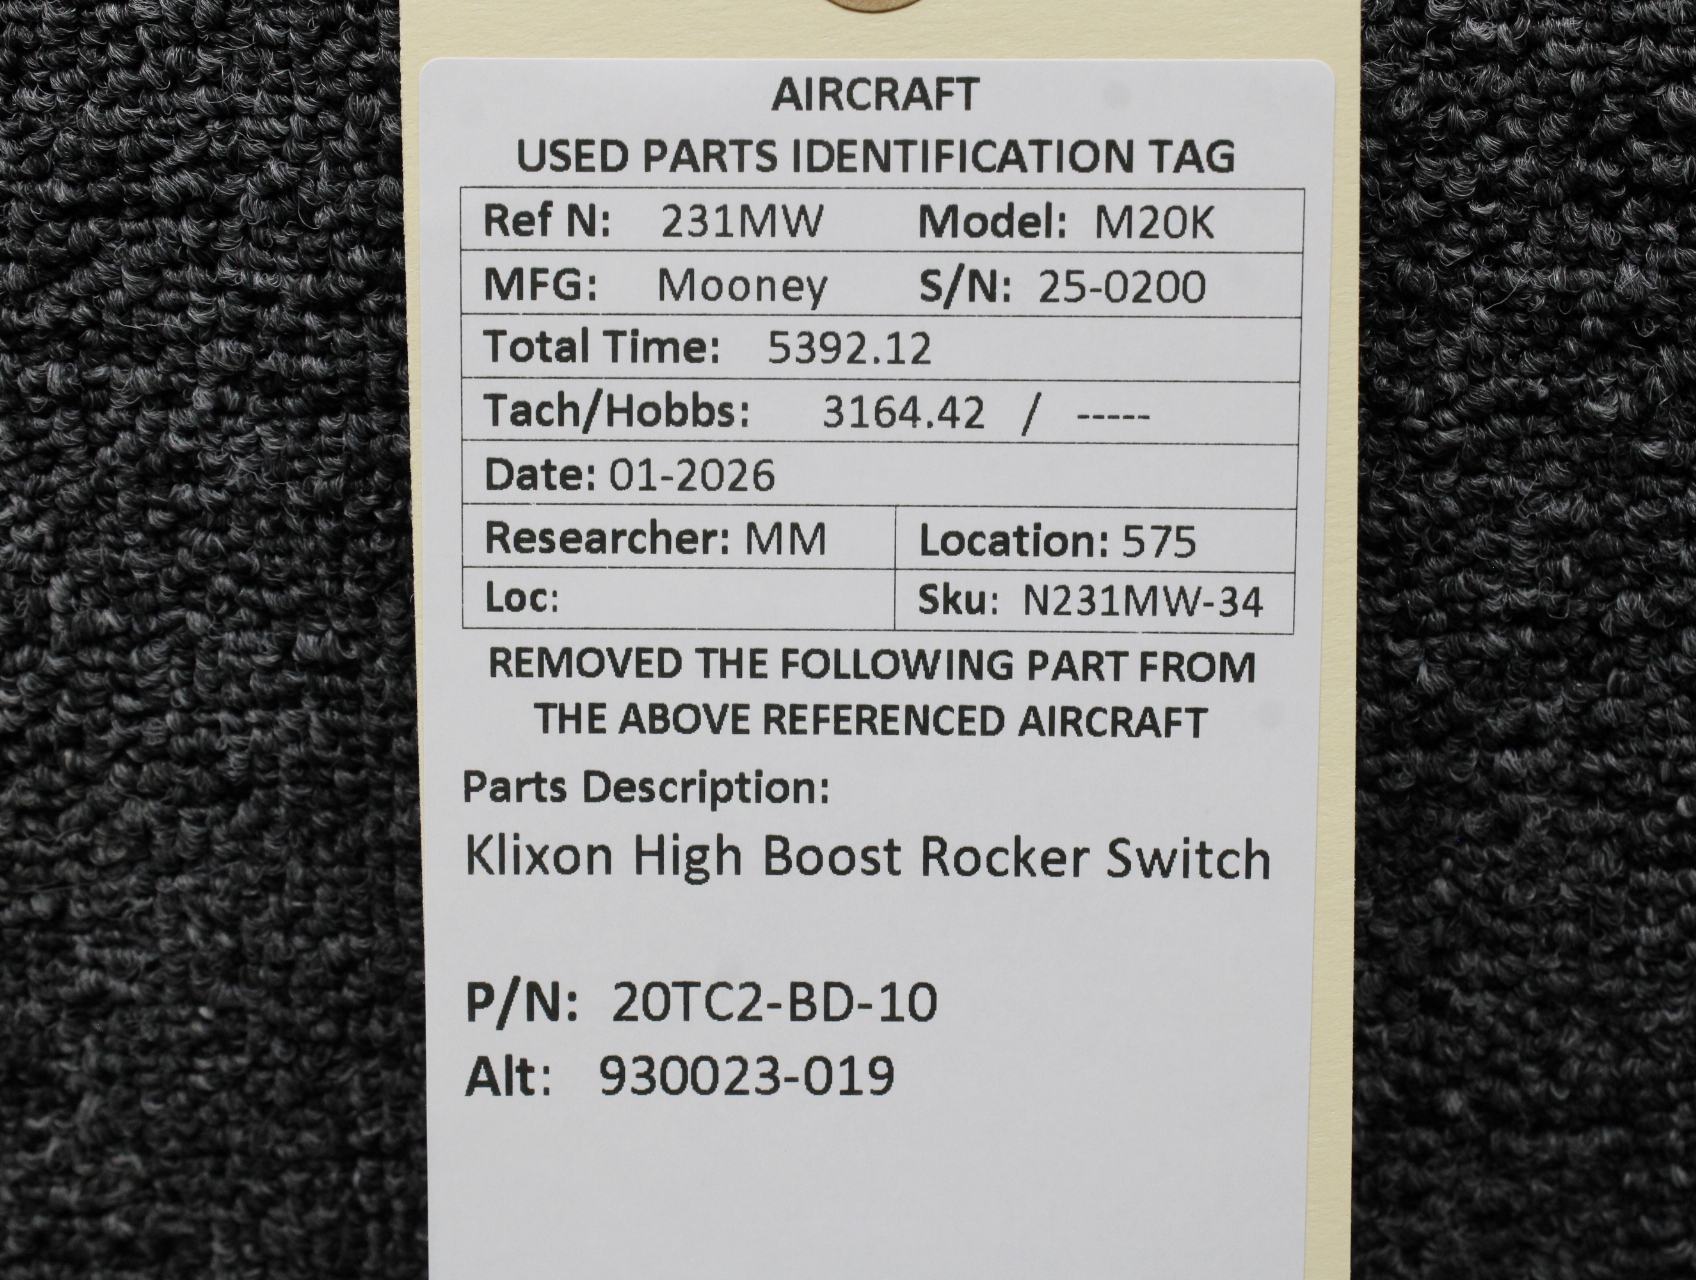 AIRCRAFT
USED PARTS IDENTIFICATION TAG
Ref N: 231MW Model: M20K
MFG: Mooney S/N: 25-0200
Total Time: 5392.12
Tach/Hobbs: 3164.42 / -----
Date: 01-2026
Researcher: MM Location: 575
Loc: Sku: N231MW-34
REMOVED THE FOLLOWING PART FROM
THE ABOVE REFERENCED AIRCRAFT
Parts Description:
Klixon High Boost Rocker Switch
P/N: 20TC2-BD-10
Alt: 930023-019